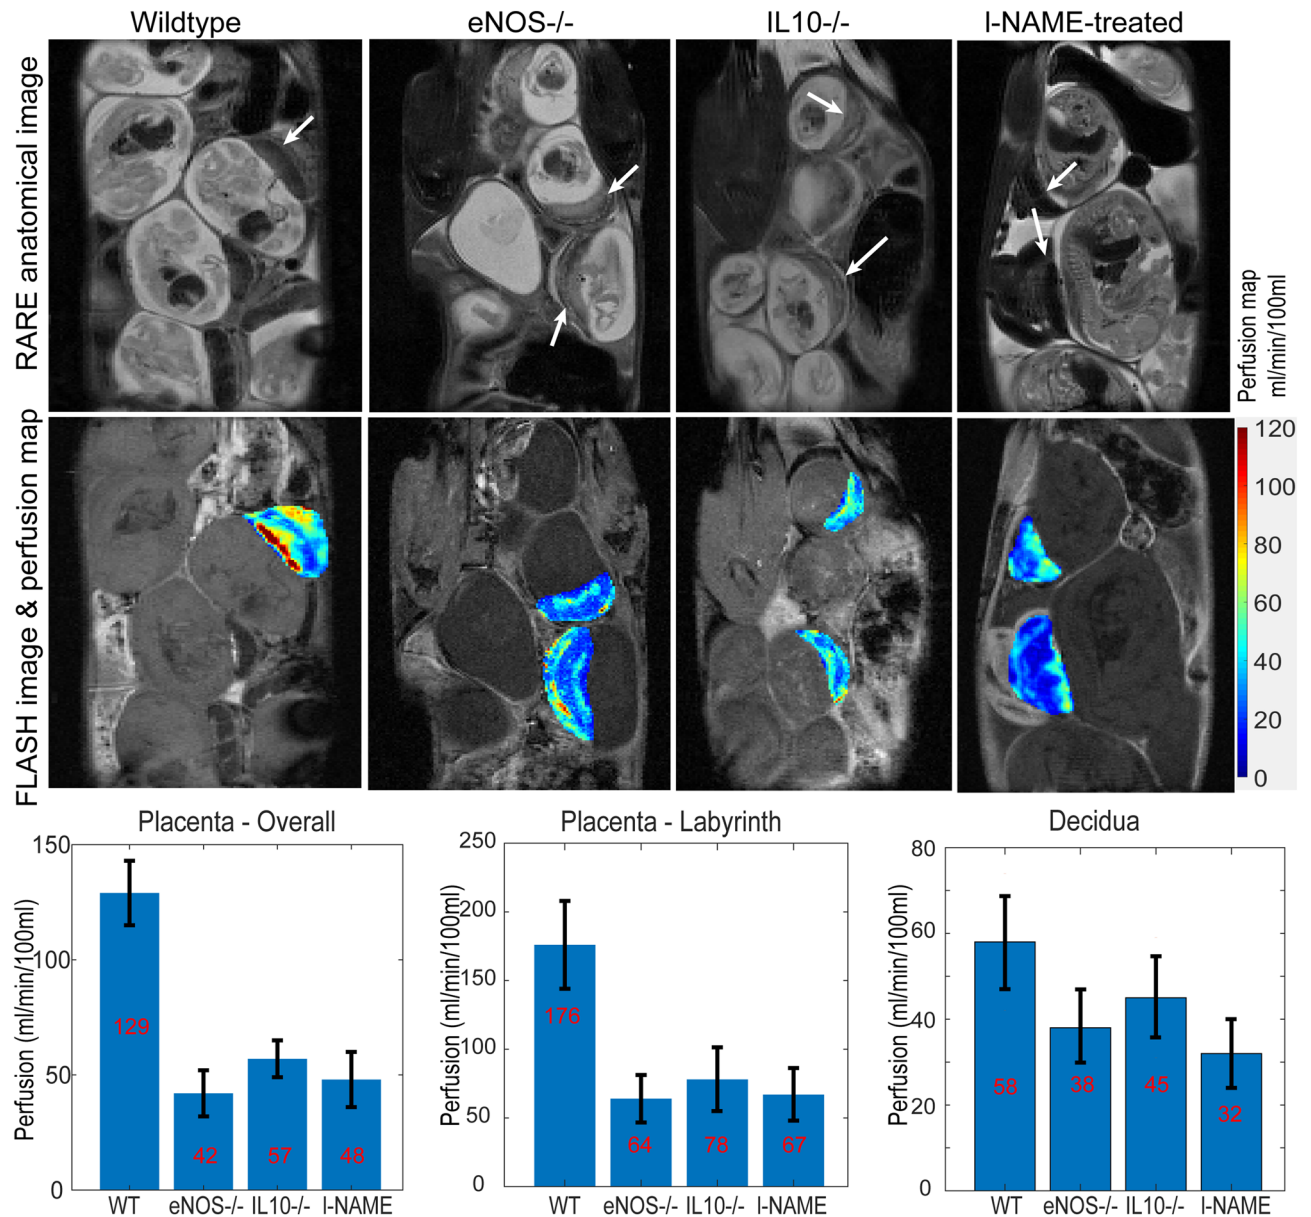 Wildtype
eNOS-/-
IL10-/-
l-NAME-treated
RARE anatomical image
Perfusion map
ml/min/100ml
FLASH image & perfusion map
120
100
80
60
40
20
0
Placenta - Overall
Perfusion (ml/min/100ml)
150
100
50
0
129
42
57
48
WT
eNOS-/-
IL10-/-
l-NAME
Placenta - Labyrinth
Perfusion (ml/min/100ml)
250
200
150
100
50
0
176
64
78
67
WT
eNOS-/-
IL10-/-
l-NAME
Decidua
Perfusion (ml/min/100ml)
80
60
40
20
0
58
38
45
32
WT
eNOS-/-
IL10-/-
l-NAME